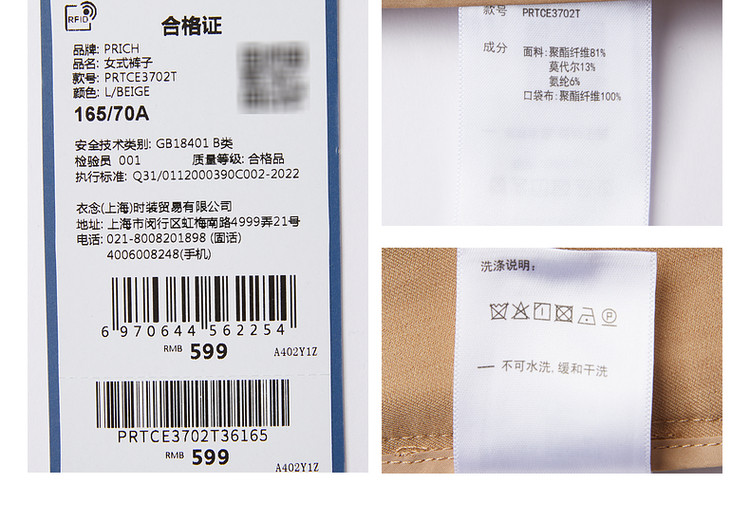 RFID
合格证
品牌: PRICH
品名: 女式裤子
款号: PRTCE3702T
颜色: L/BEIGE
165/70A
安全技术类别: GB18401 B类
检验员 001 质量等级: 合格品
执行标准: Q31/0112000390C002-2022
衣念(上海)时装贸易有限公司
地址: 上海市闵行区虹梅南路4999弄21号
电话: 021-8008201898 (固话)
4006008248(手机)
6 970644 562254
RMB 599 A402Y1Z
PRTCE3702T36165
RMB 599 A402Y1Z
款号 PRTCE3702T
成分 面料: 聚酯纤维81%
莫代尔13%
氨纶6%
口袋布: 聚酯纤维100%
洗涤说明:
P
— 不可水洗, 缓和干洗